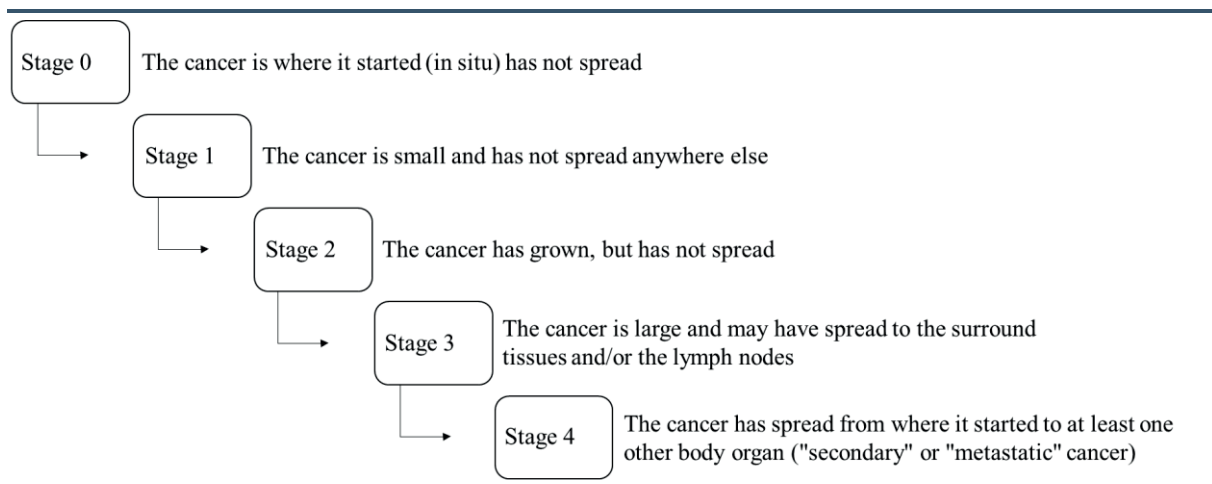 Stage 0
The cancer is where it started (in situ) has not spread
Stage 1
The cancer is small and has not spread anywhere else
Stage 2
The cancer has grown, but has not spread
Stage 3
The cancer is large and may have spread to the surround
tissues and/or the lymph nodes
Stage 4
The cancer has spread from where it started to at least one
other body organ ("secondary" or "metastatic" cancer)